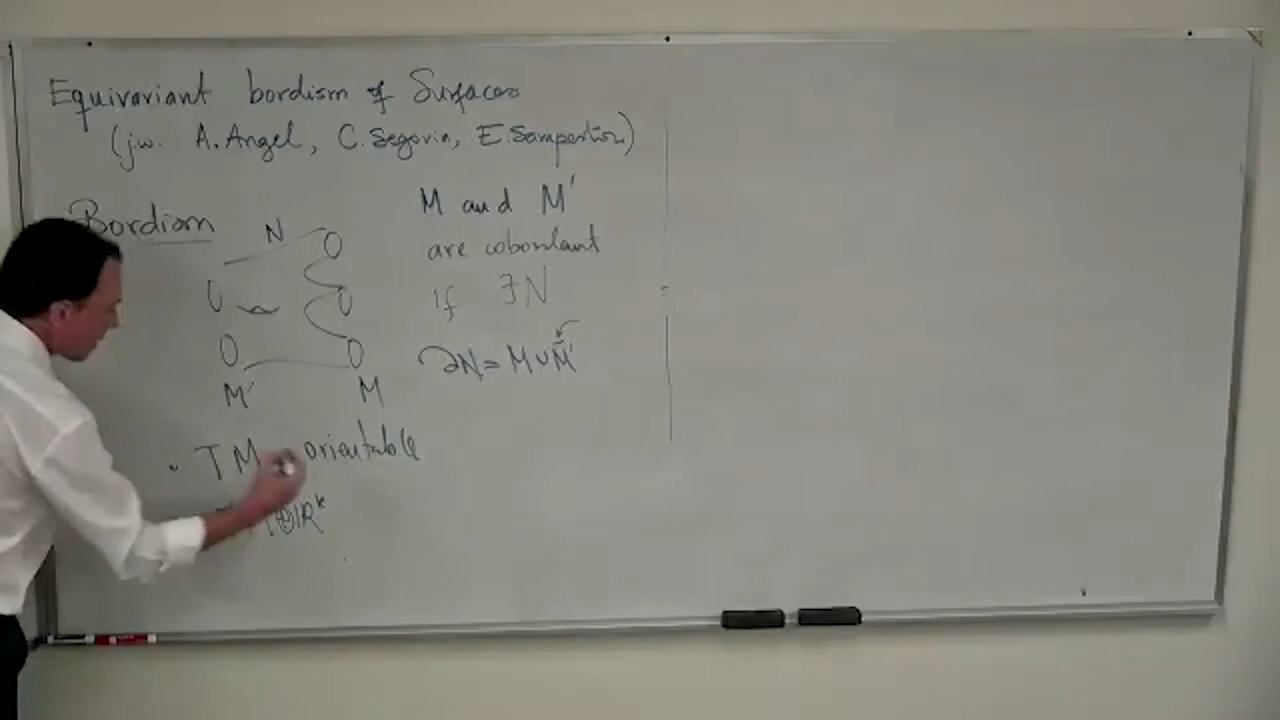 Equivariant bordism of Surfaces
(j.w. A. Angel, C. Segovia, E. Samperton)
Bordism
N
M' M
M and M'
are cobordant
if ∃N
∂N = M ∪ M̄'
• TM orientable
⊕ℝᵏ